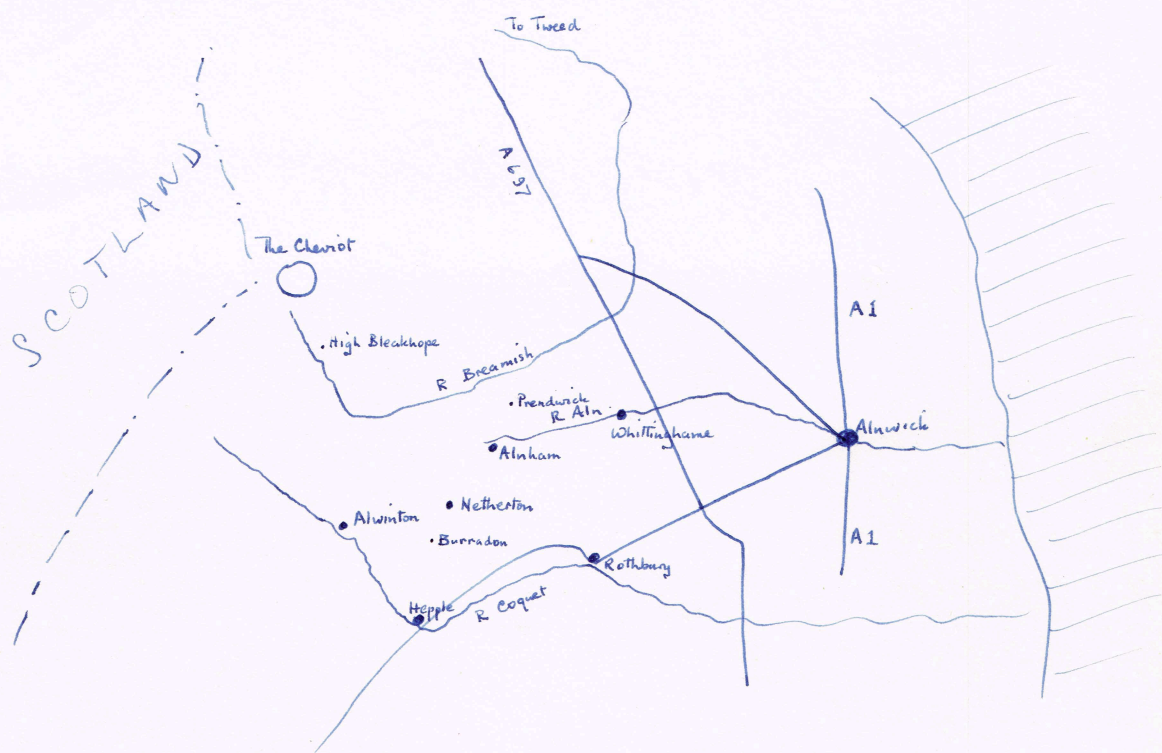 To Tweed
A 697
SCOTLAND
The Cheviot
A1
High Bleakhope
R Breamish
Prendwick
R Aln
Whittinghame
Alnwick
Alnham
Netherton
Alwinton
Burradon
A1
Rothbury
Hepple
R Coquet